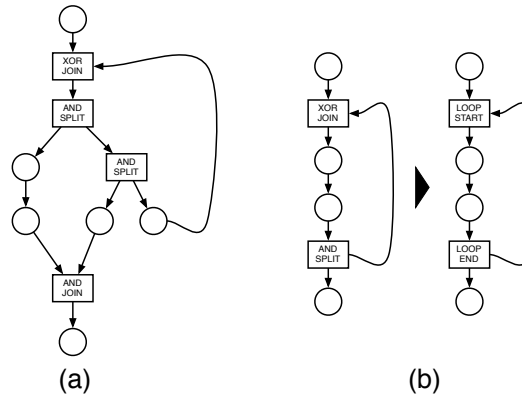 XOR
JOIN
AND
SPLIT
AND
SPLIT
AND
JOIN
(a)
XOR
JOIN
AND
SPLIT
LOOP
START
LOOP
END
(b)